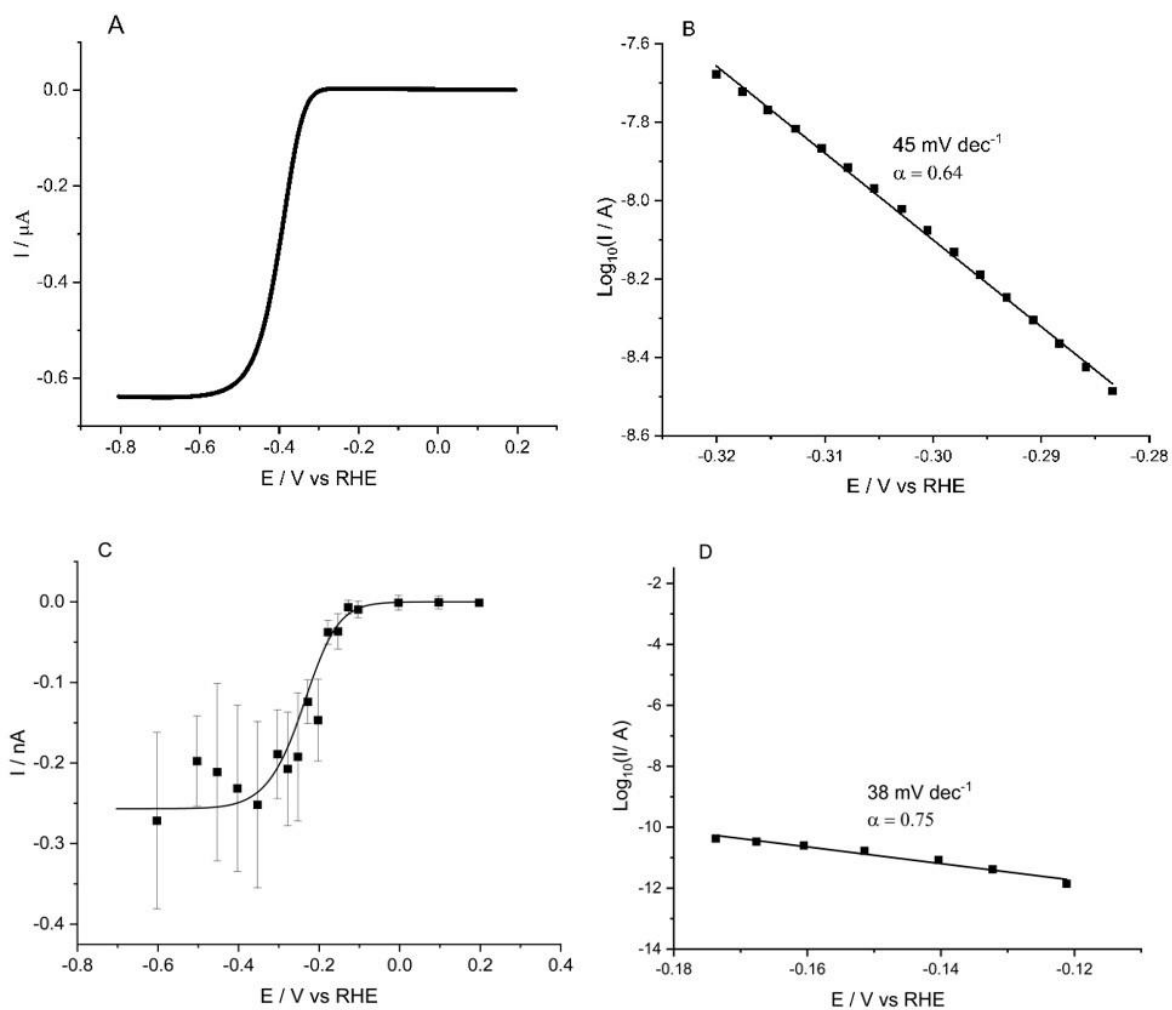 A
0.0
-0.2
-0.4
-0.6
I / μA
-0.8
-0.6
-0.4
-0.2
0.0
0.2
E / V vs RHE
B
-7.6
-7.8
-8.0
-8.2
-8.4
-8.6
Log₁₀(I / A)
45 mV dec⁻¹
α = 0.64
-0.32
-0.31
-0.30
-0.29
-0.28
E / V vs RHE
C
0.0
-0.1
-0.2
-0.3
-0.4
I / nA
-0.8
-0.6
-0.4
-0.2
0.0
0.2
0.4
E / V vs RHE
D
-2
-4
-6
-8
-10
-12
-14
Log₁₀(I/ A)
38 mV dec⁻¹
α = 0.75
-0.18
-0.16
-0.14
-0.12
E / V vs RHE